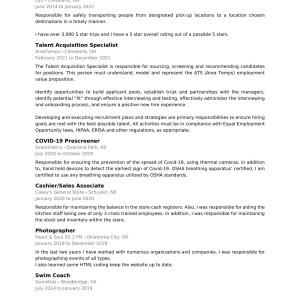 Lyft - Cleveland, OH
June 2014 to January 2022
Responsible for safely transporting people from designated pick-up locations to a location chosen
destinations in a timely manner.
I have over 3,000 5 star trips and I have a 5 star overall rating out of a possible 5 stars.
Talent Acquisition Specialist
AreaTemps - Cleveland, OH
February 2021 to December 2021
The Talent Acquisition Specialist is responsible for sourcing, screening and recommending candidates
for positions. This person must understand, model and represent the ATS (Area Temps) employment
value preposition.
Identify opportunities to build applicant pools, establish trust and partnerships with the managers,
identify potential "fit" through effective interviewing and testing, effectively administer the interviewing
and onboarding process, and ensure a positive new hire experience.
Developing and executing recruitment plans and strategies are primary responsibilities to ensure hiring
goals are met with the best possible talent. All activities must be in compliance with Equal Employment
Opportunity laws, HIPAA, ERISA and other regulations, as appropriate.
COVID-19 Prescreener
Examinetics - Overland Park, KS
July 2020 to October 2020
Responsible for ensuring the prevention of the spread of Covid-19, using thermal cameras, in addition
to, hand held devices to detect the earliest sign of Covid-19. OSHA breathing apparatus' certified, I am
certified to use any breathing apparatus utilized by OSHA standards.
Cashier/Sales Associate
Casey's General Store - Schuyler, NE
January 2020 to June 2020
Responsible for maintaining the balance in the store cash registers. Also, I was responsible for aiding the
kitchen staff being one of only 3 cross trained employees. In addition, I was responsible for maintaining
the stock and inventory within the store.
Photographer
Heart & Soul 92.1 FM - Oklahoma City, OK
January 2019 to December 2019
In the last two years I have worked with numerous organizations and companies. I was responsible for
photographing events of all types.
I also learned some HTML coding keep the website up to date.
Swim Coach
SwimKids - Woodbridge, VA
July 2014 to January 2019